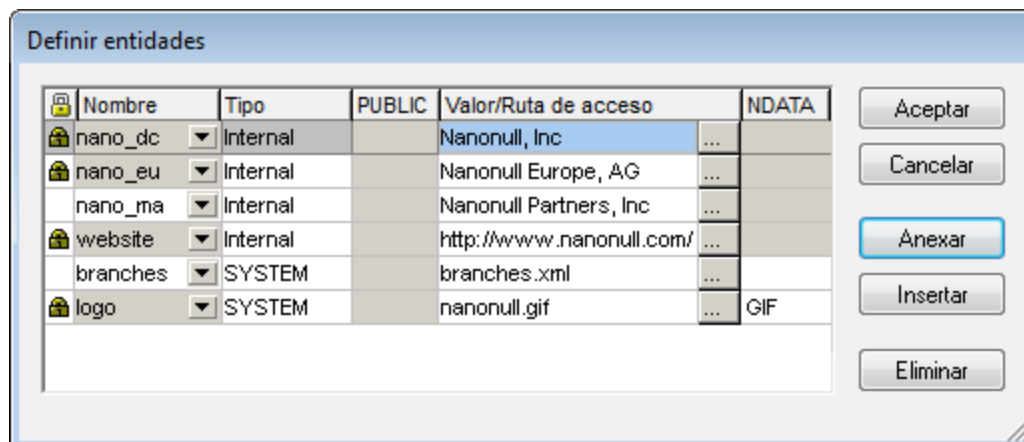 Definir entidades
Nombre Tipo PUBLIC Valor/Ruta de acceso NDATA
nano_dc Internal Nanonull, Inc ...
nano_eu Internal Nanonull Europe, AG ...
nano_ma Internal Nanonull Partners, Inc ...
website Internal http://www.nanonull.com/ ...
branches SYSTEM branches.xml ...
logo SYSTEM nanonull.gif ... GIF
Aceptar
Cancelar
Anexar
Insertar
Eliminar